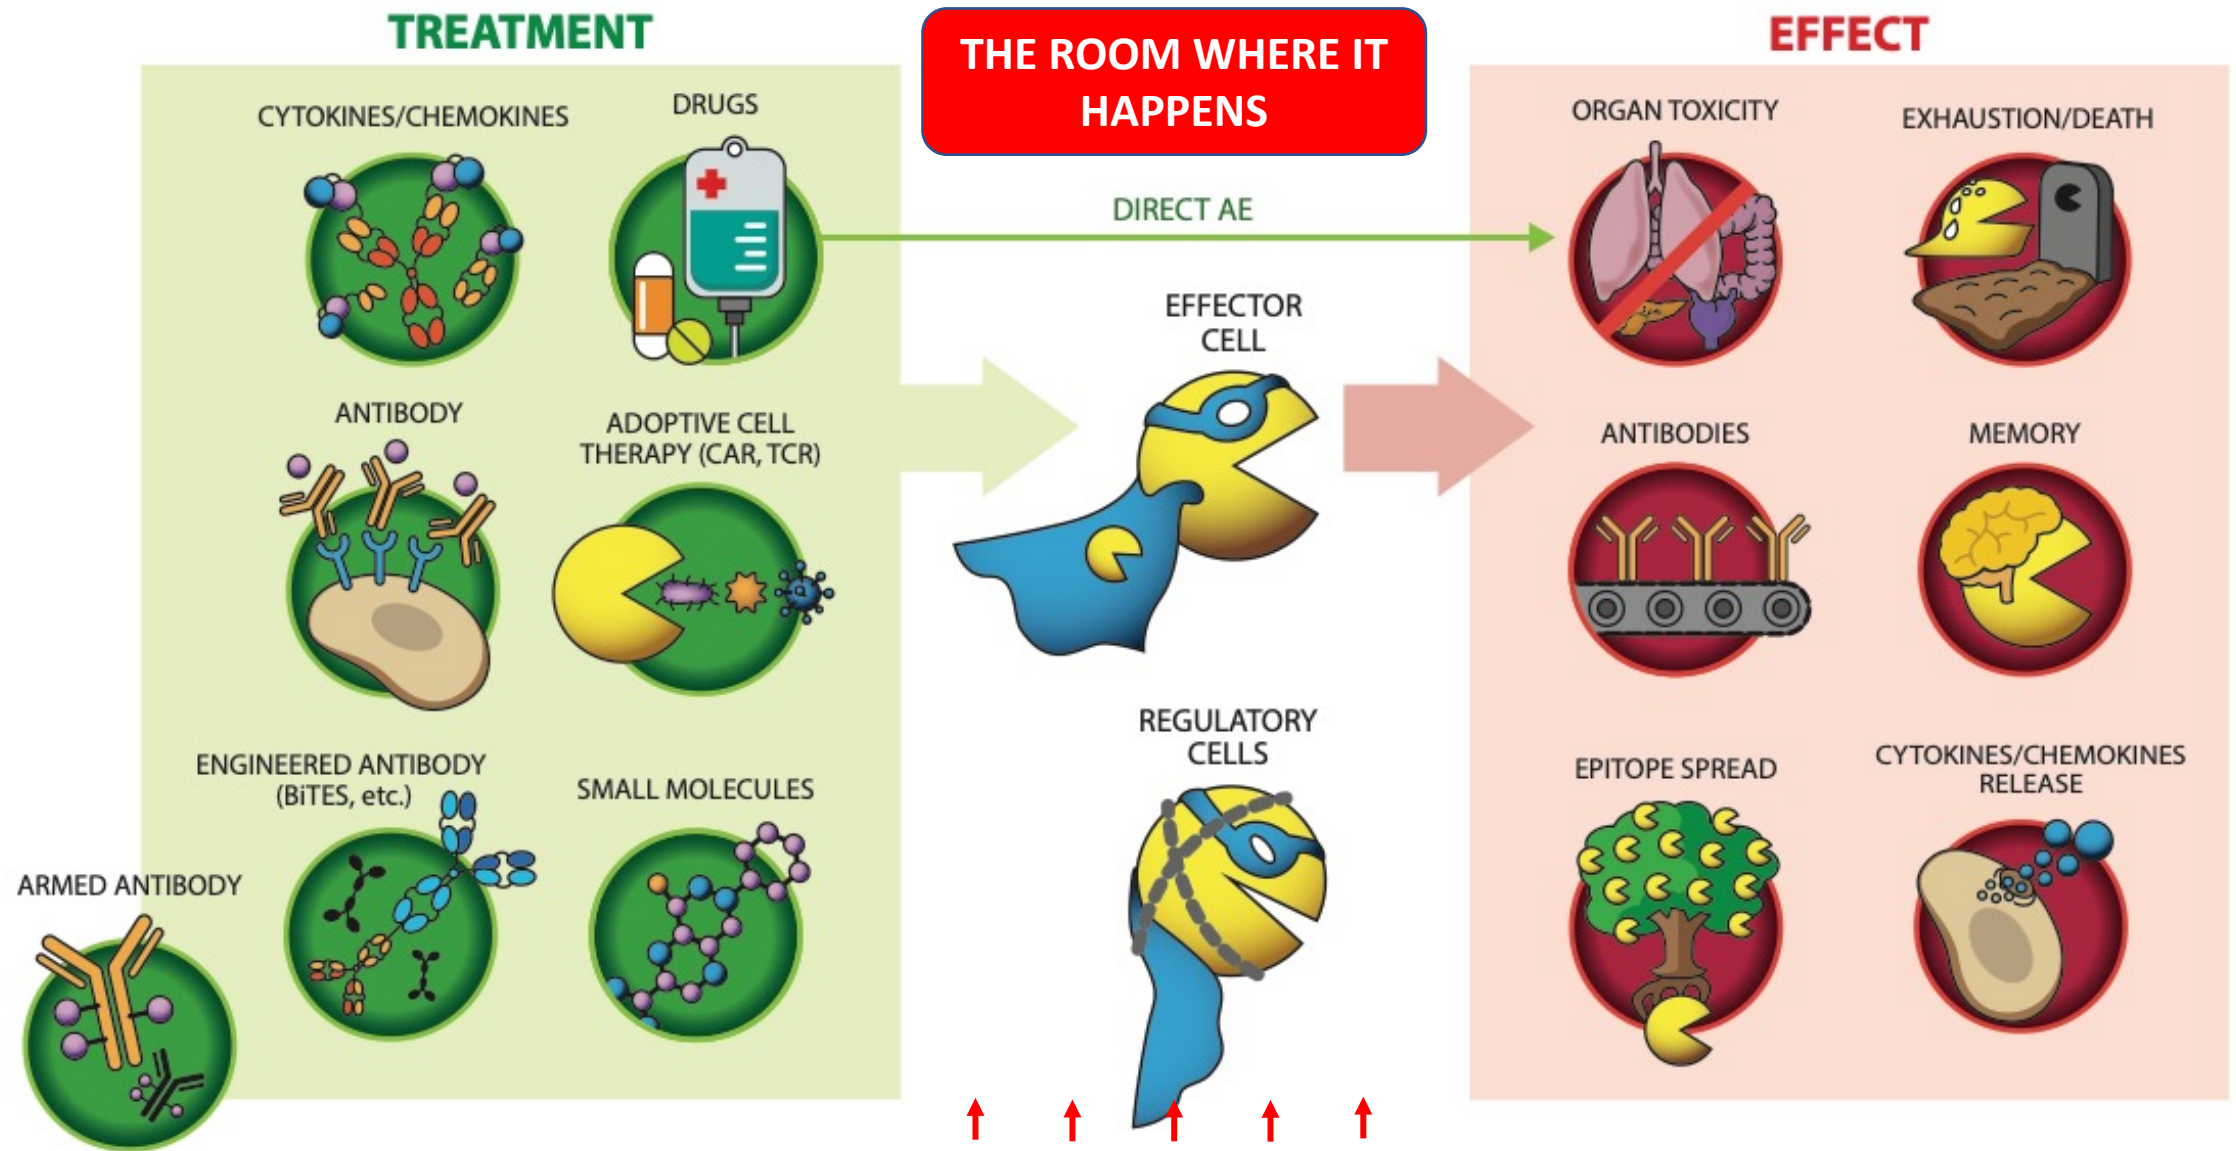 TREATMENT
THE ROOM WHERE IT
HAPPENS
EFFECT
CYTOKINES/CHEMOKINES
DRUGS
ORGAN TOXICITY
EXHAUSTION/DEATH
DIRECT AE
EFFECTOR
CELL
ANTIBODY
ADOPTIVE CELL
THERAPY (CAR, TCR)
ANTIBODIES
MEMORY
REGULATORY
CELLS
ENGINEERED ANTIBODY
(BiTES, etc.)
SMALL MOLECULES
EPITOPE SPREAD
CYTOKINES/CHEMOKINES
RELEASE
ARMED ANTIBODY